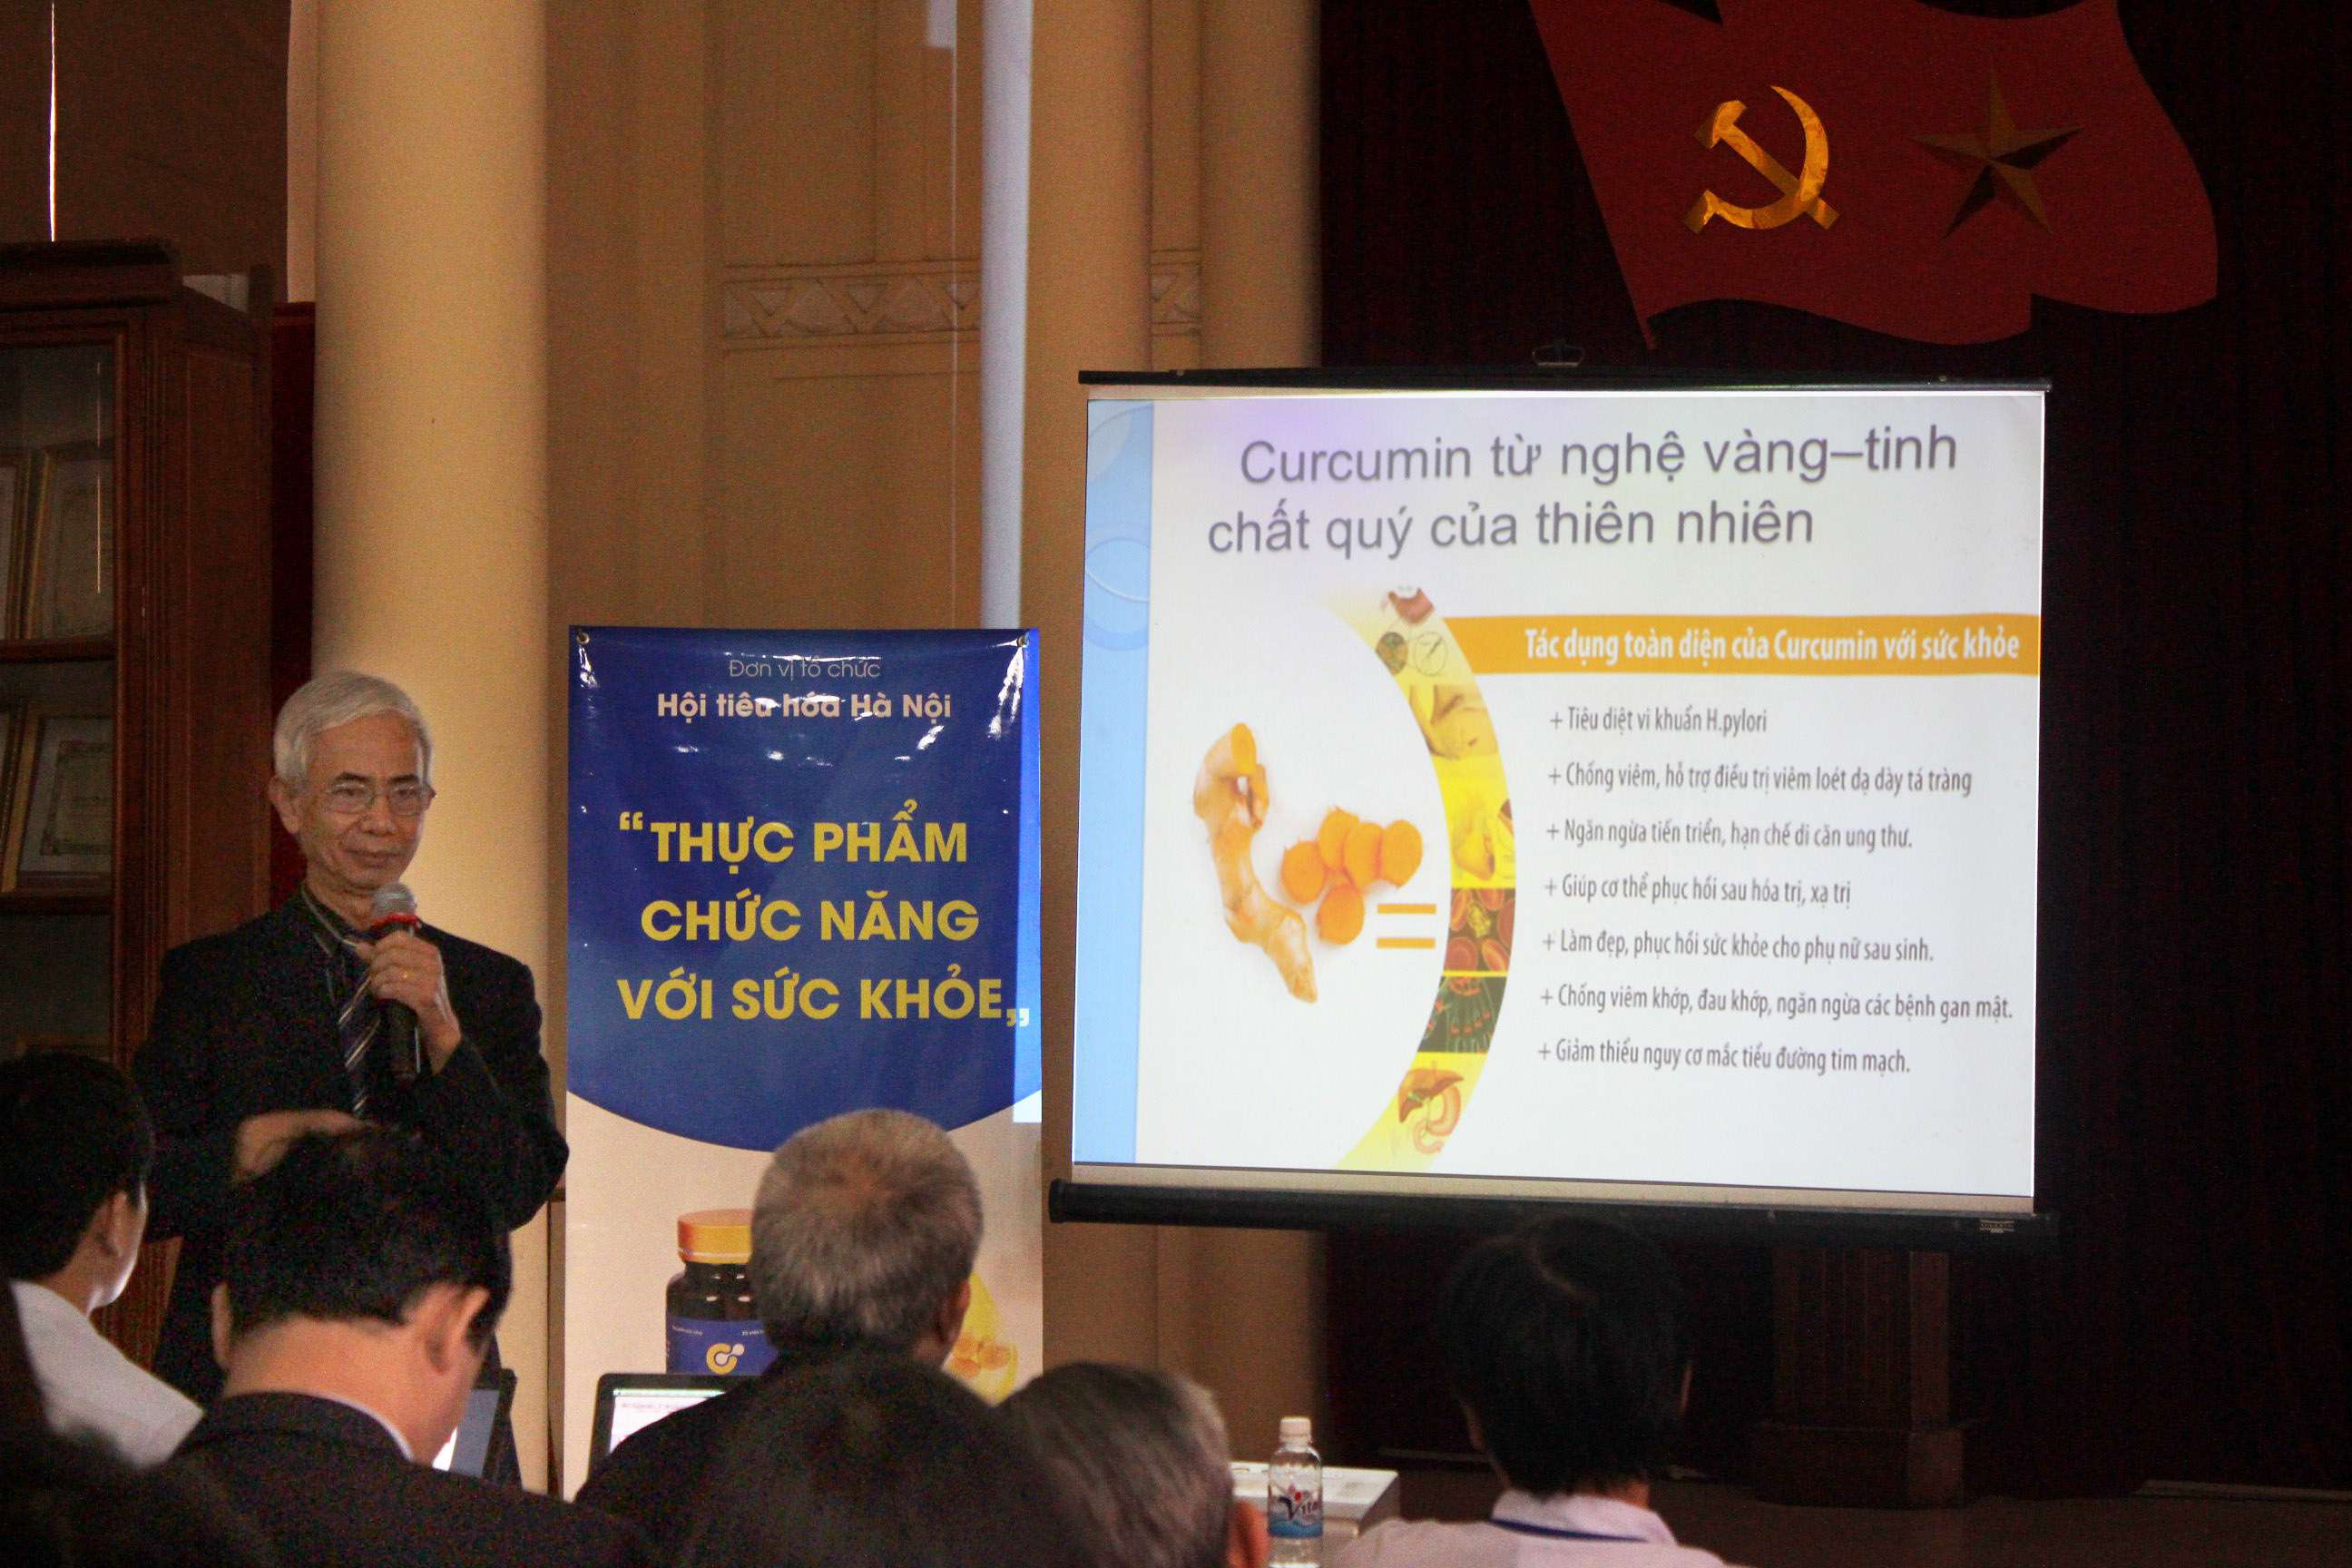 Đơn vị tổ chức
Hội tiêu hóa Hà Nội
“THỰC PHẨM
CHỨC NĂNG
VỚI SỨC KHỎE„
Curcumin từ nghệ vàng–tinh
chất quý của thiên nhiên
Tác dụng toàn diện của Curcumin với sức khỏe
+ Tiêu diệt vi khuẩn H.pylori
+ Chống viêm, hỗ trợ điều trị viêm loét dạ dày tá tràng
+ Ngăn ngừa tiến triển, hạn chế di căn ung thư.
+ Giúp cơ thể phục hồi sau hóa trị, xạ trị
+ Làm đẹp, phục hồi sức khỏe cho phụ nữ sau sinh.
+ Chống viêm khớp, đau khớp, ngăn ngừa các bệnh gan mật.
+ Giảm thiểu nguy cơ mắc tiểu đường tim mạch.